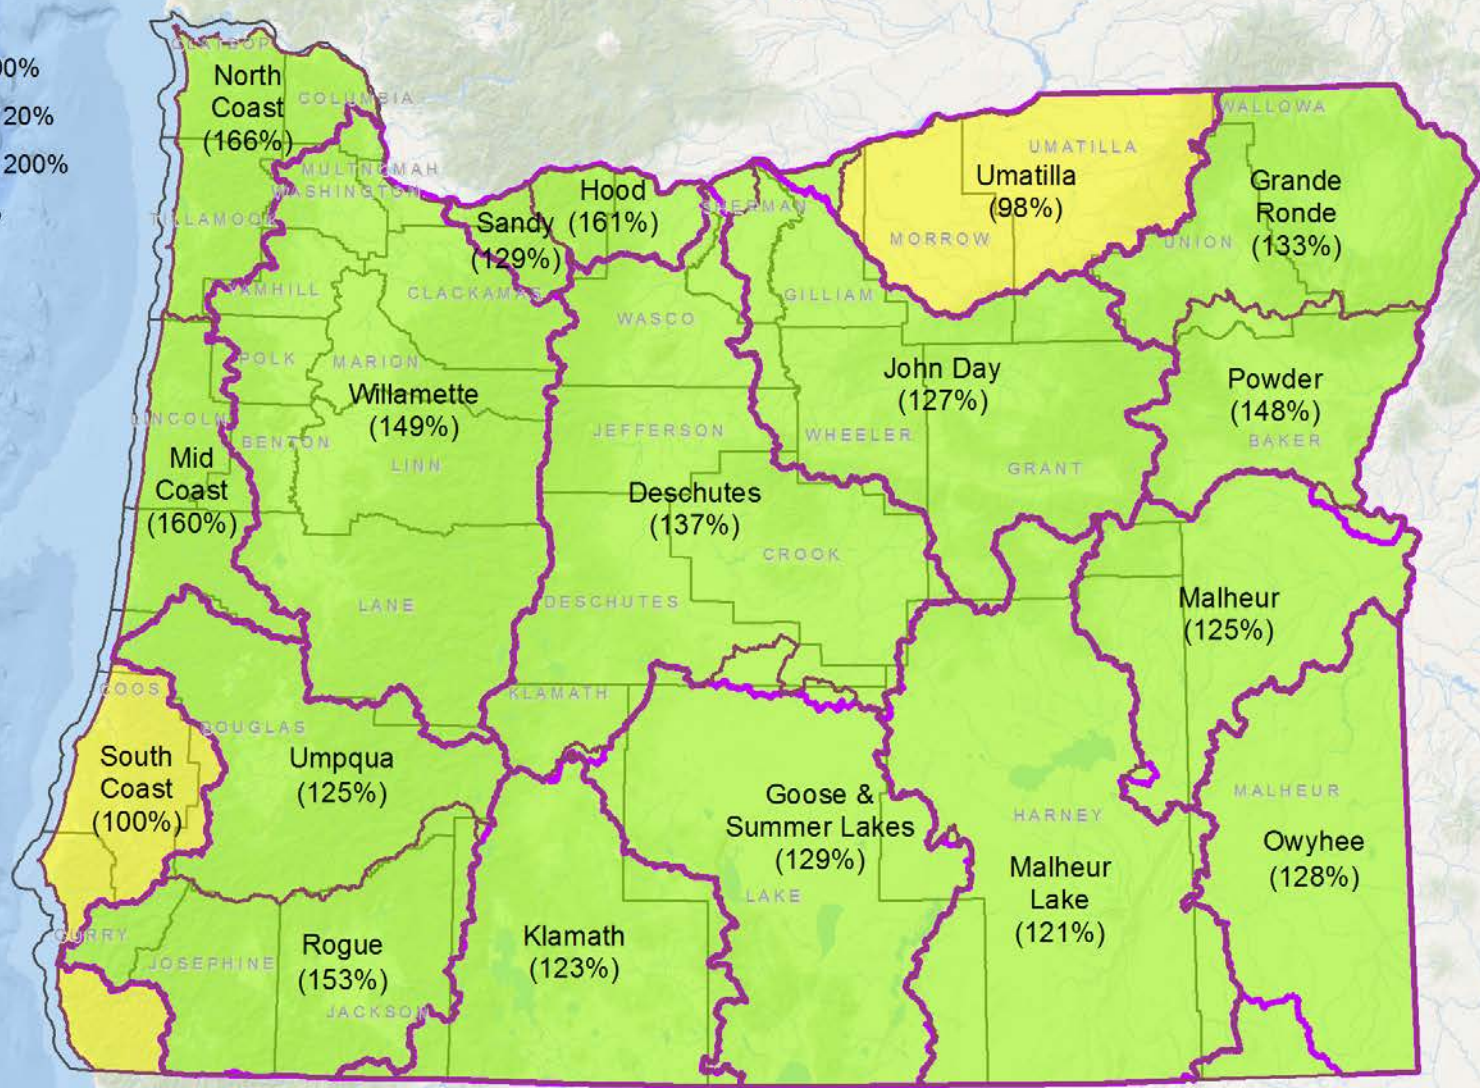 0%
20%
200%
CLATSOP
North
Coast
(166%)
COLUMBIA
WALLOWA
MULTNOMAH
WASHINGTON
TILLAMOOK
Hood
(161%)
Sandy
(129%)
SHERMAN
UMATILLA
Umatilla
(98%)
MORROW
Grande
Ronde
(133%)
UNION
YAMHILL
CLACKAMAS
WASCO
GILLIAM
POLK
MARION
Willamette
(149%)
John Day
(127%)
Powder
(148%)
BAKER
LINCOLN
BENTON
LINN
JEFFERSON
WHEELER
GRANT
Mid
Coast
(160%)
Deschutes
(137%)
CROOK
LANE
DESCHUTES
Malheur
(125%)
COOS
KLAMATH
DOUGLAS
South
Coast
(100%)
Umpqua
(125%)
Goose &
Summer Lakes
(129%)
LAKE
HARNEY
MALHEUR
Malheur
Lake
(121%)
Owyhee
(128%)
CURRY
JOSEPHINE
Rogue
(153%)
JACKSON
Klamath
(123%)